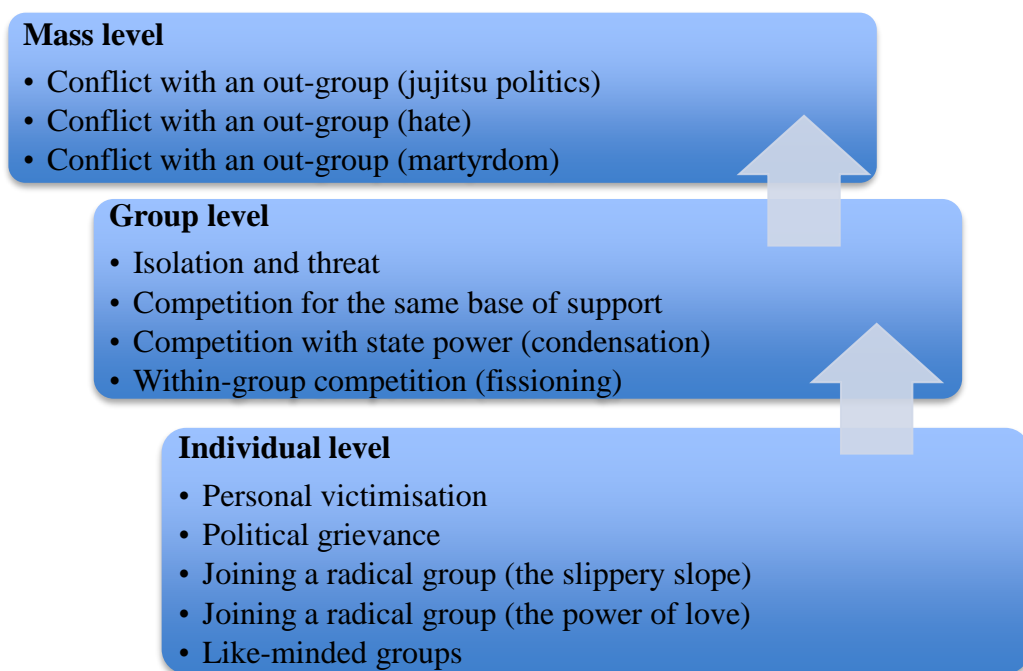 Mass level
• Conflict with an out-group (jujitsu politics)
• Conflict with an out-group (hate)
• Conflict with an out-group (martyrdom)
Group level
• Isolation and threat
• Competition for the same base of support
• Competition with state power (condensation)
• Within-group competition (fissioning)
Individual level
• Personal victimisation
• Political grievance
• Joining a radical group (the slippery slope)
• Joining a radical group (the power of love)
• Like-minded groups